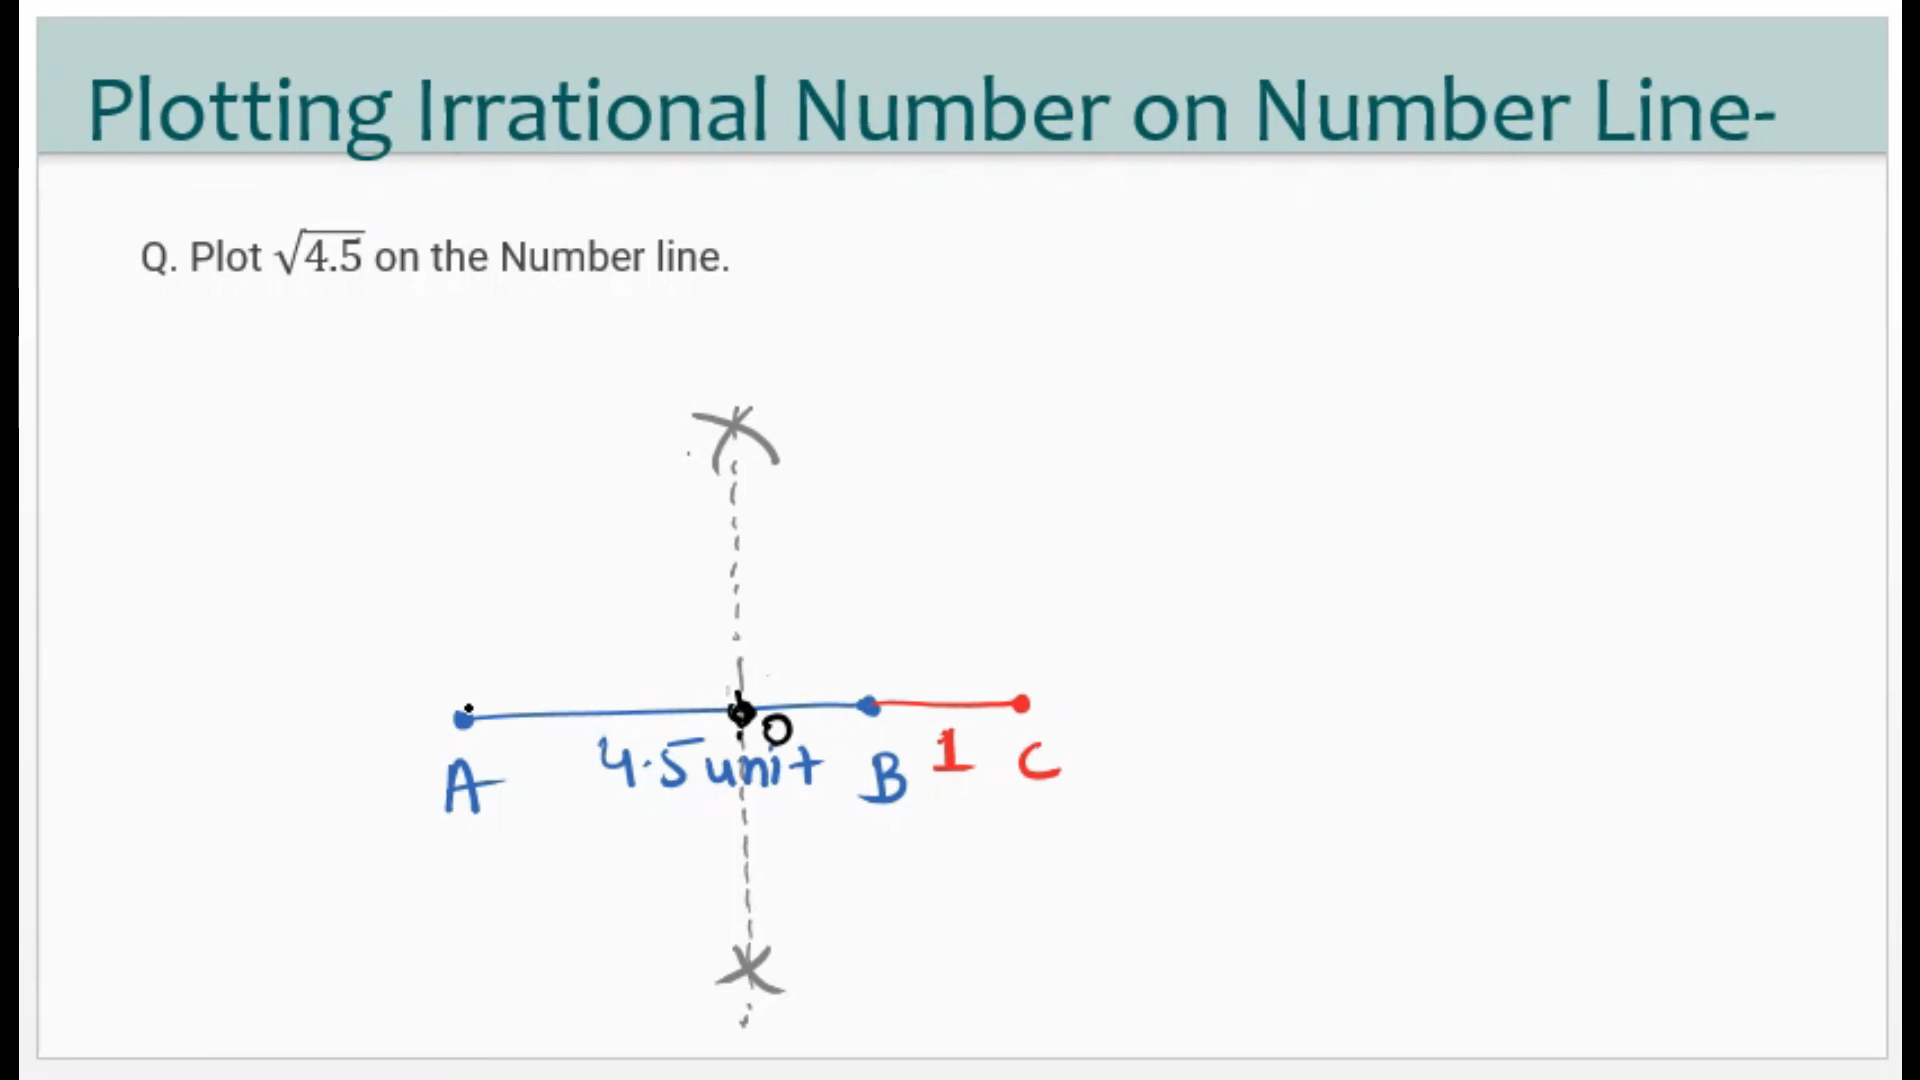 Plotting Irrational Number on Number Line-
Q. Plot √4.5 on the Number line.
O
A 4.5 unit B 1 C